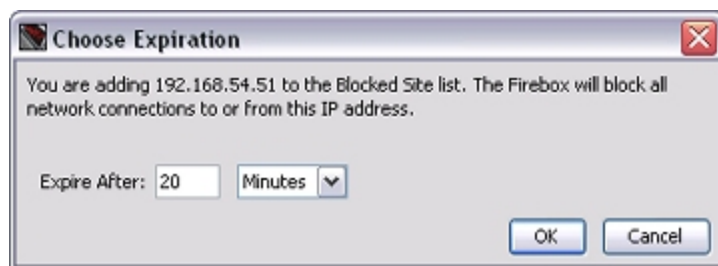 Choose Expiration
You are adding 192.168.54.51 to the Blocked Site list. The Firebox will block all
network connections to or from this IP address.
Expire After: 20 Minutes
OK Cancel